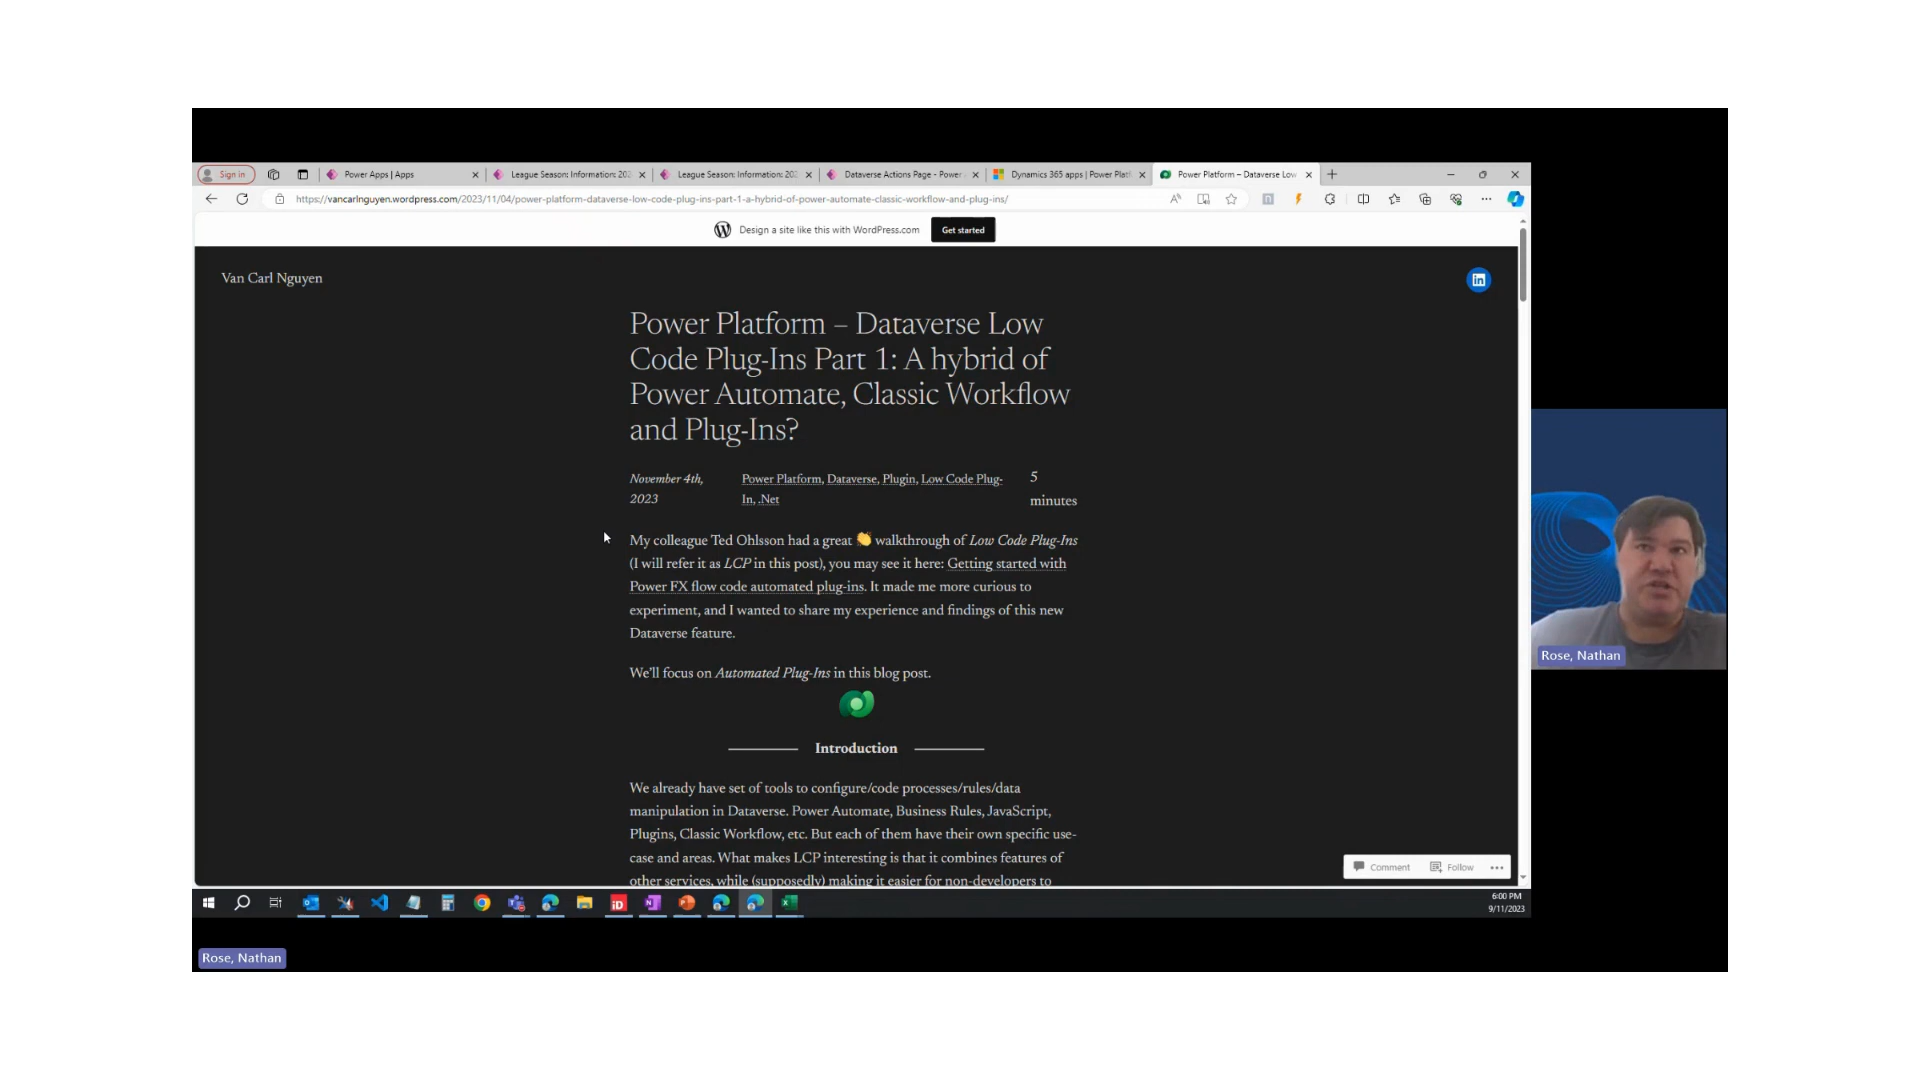 Sign in
Power Apps | Apps
League Season: Information: 202
League Season: Information: 202
Dataverse Actions Page - Power
Dynamics 365 apps | Power Platf
Power Platform – Dataverse Low
https://vancarlnguyen.wordpress.com/2023/11/04/power-platform-dataverse-low-code-plug-ins-part-1-a-hybrid-of-power-automate-classic-workflow-and-plug-ins/
Design a site like this with WordPress.com
Get started
Van Carl Nguyen
Power Platform – Dataverse Low
Code Plug-Ins Part 1: A hybrid of
Power Automate, Classic Workflow
and Plug-Ins?
November 4th,
2023
Power Platform, Dataverse, Plugin, Low Code Plug-
In, .Net
5
minutes
My colleague Ted Ohlsson had a great 👏 walkthrough of Low Code Plug-Ins
(I will refer it as LCP in this post), you may see it here: Getting started with
Power FX flow code automated plug-ins. It made me more curious to
experiment, and I wanted to share my experience and findings of this new
Dataverse feature.
We'll focus on Automated Plug-Ins in this blog post.
Introduction
We already have set of tools to configure/code processes/rules/data
manipulation in Dataverse. Power Automate, Business Rules, JavaScript,
Plugins, Classic Workflow, etc. But each of them have their own specific use-
case and areas. What makes LCP interesting is that it combines features of
other services, while (supposedly) making it easier for non-developers to
Comment
Follow
6:00 PM
9/11/2023
Rose, Nathan
Rose, Nathan